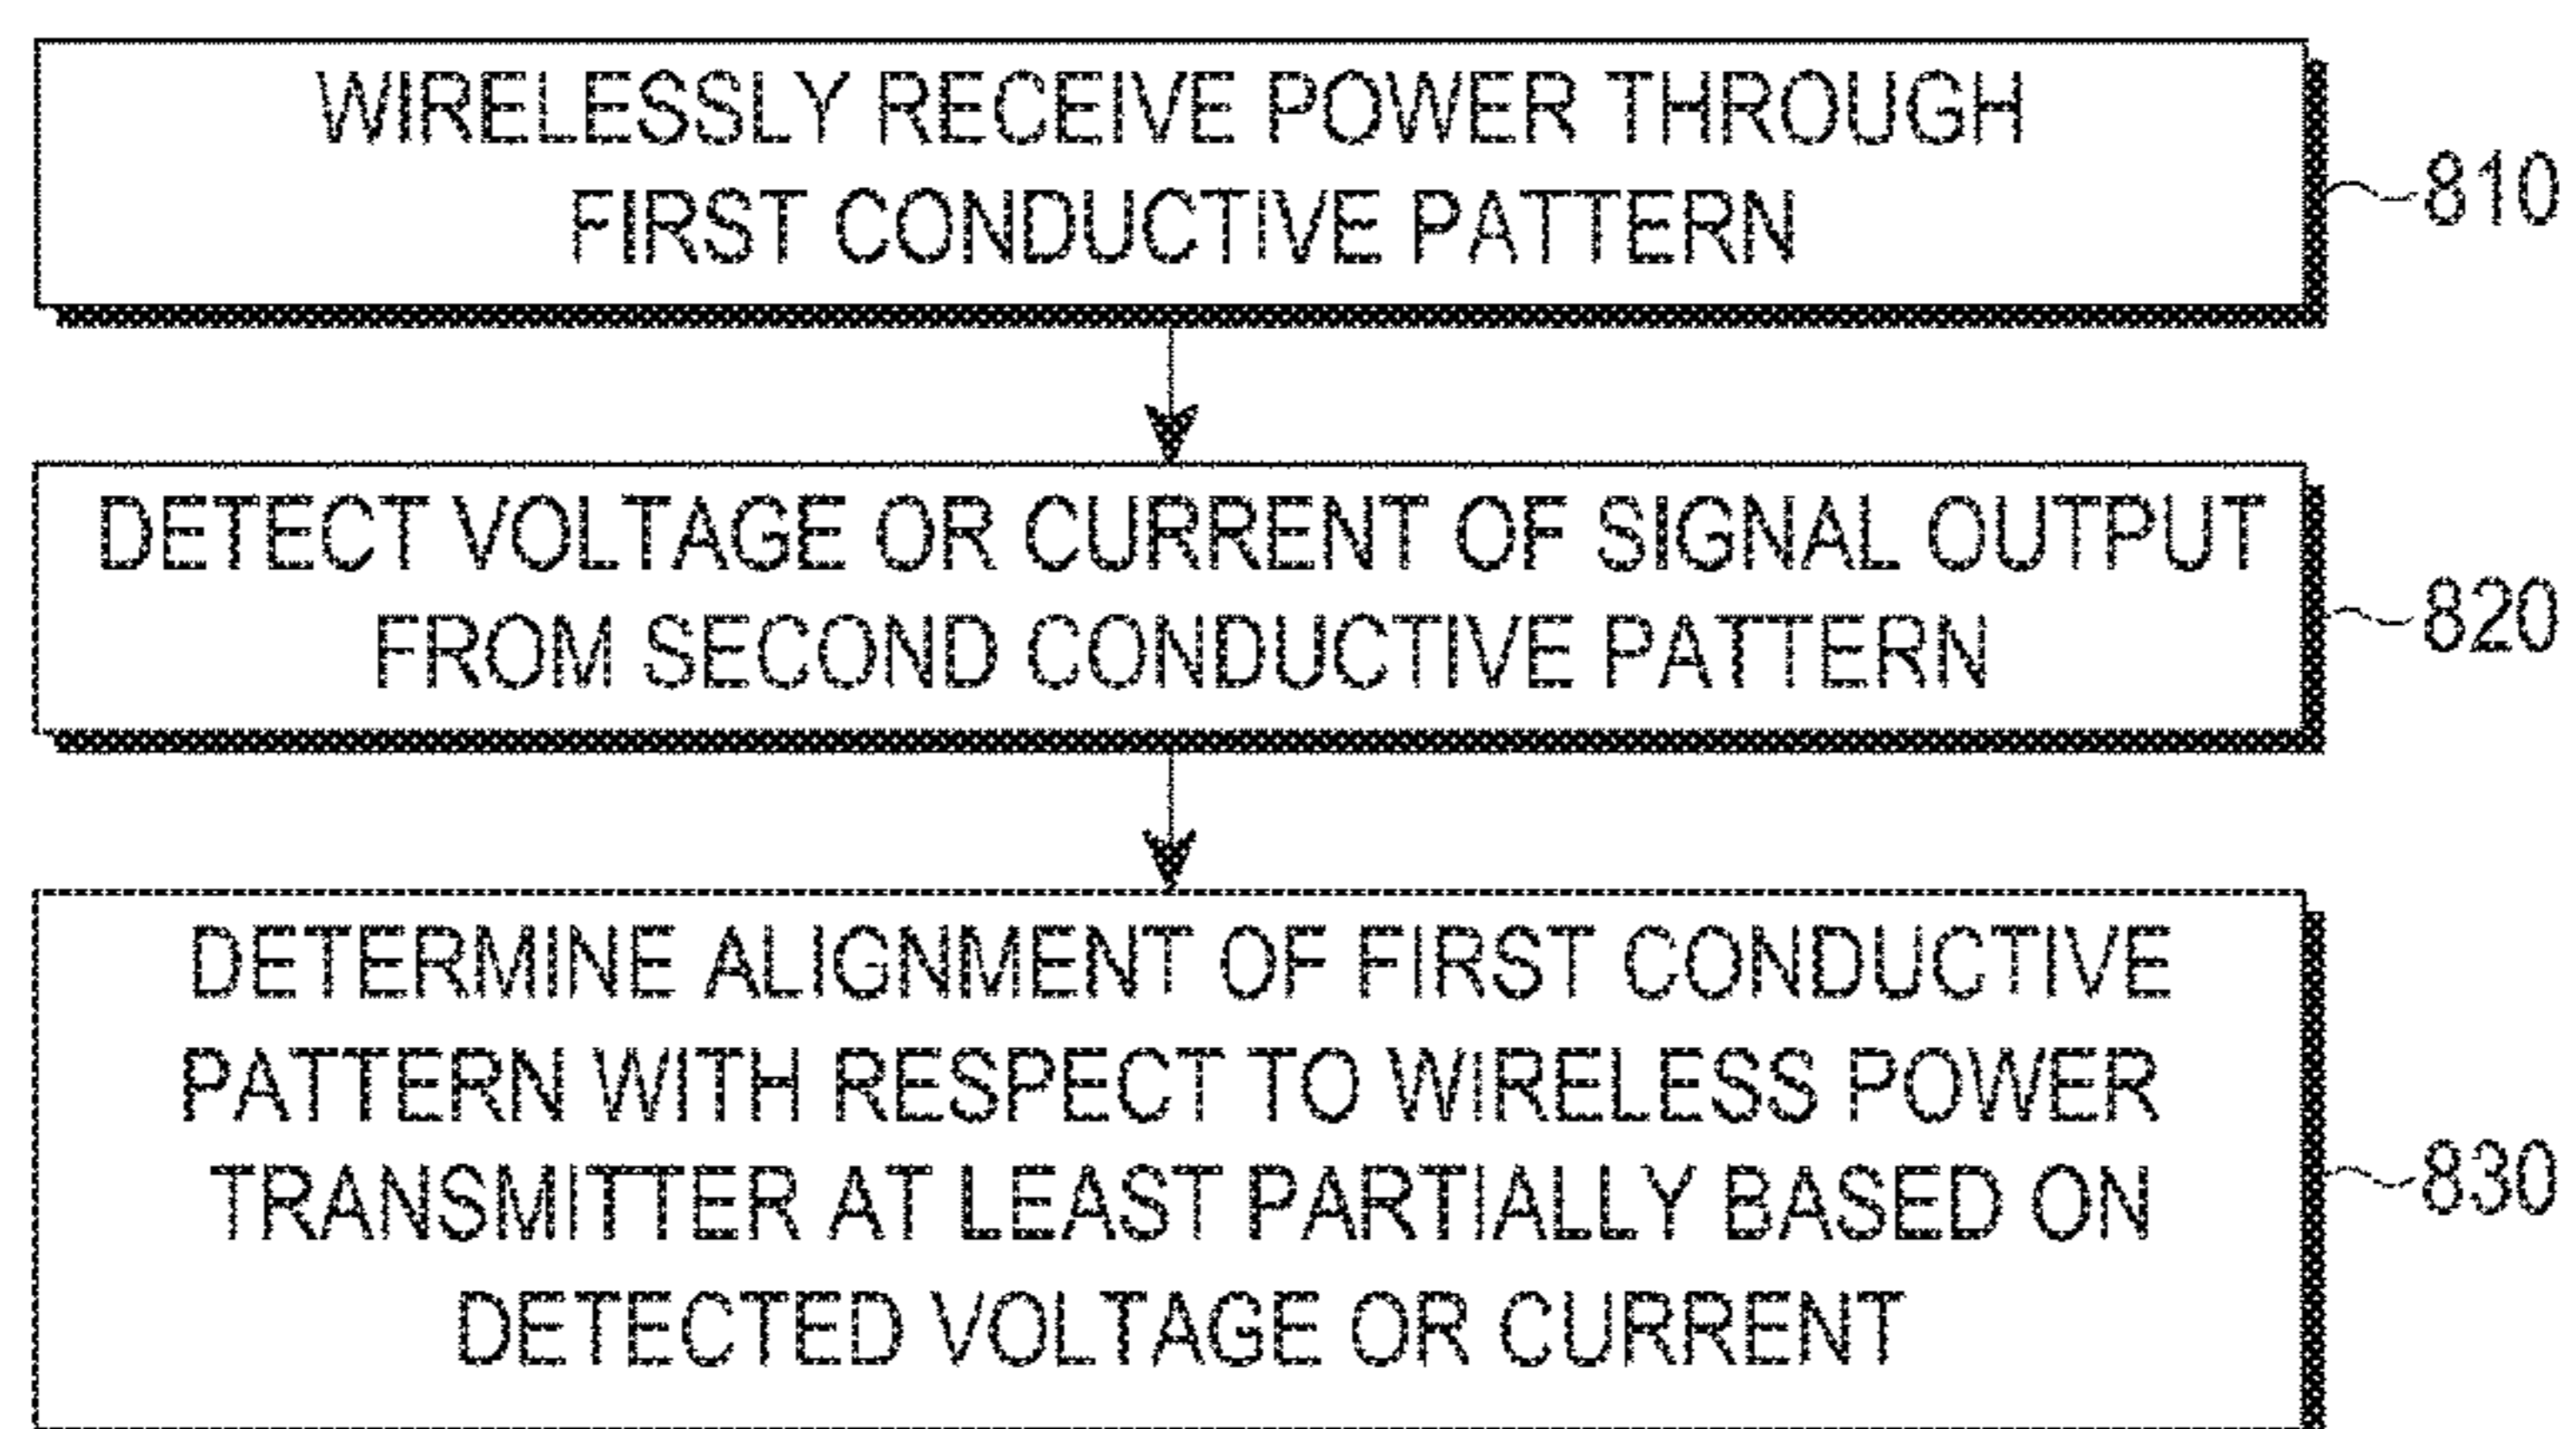 WIRELESSLY RECEIVE POWER THROUGH
FIRST CONDUCTIVE PATTERN
810
DETECT VOLTAGE OR CURRENT OF SIGNAL OUTPUT
FROM SECOND CONDUCTIVE PATTERN
820
DETERMINE ALIGNMENT OF FIRST CONDUCTIVE
PATTERN WITH RESPECT TO WIRELESS POWER
TRANSMITTER AT LEAST PARTIALLY BASED ON
DETECTED VOLTAGE OR CURRENT
830